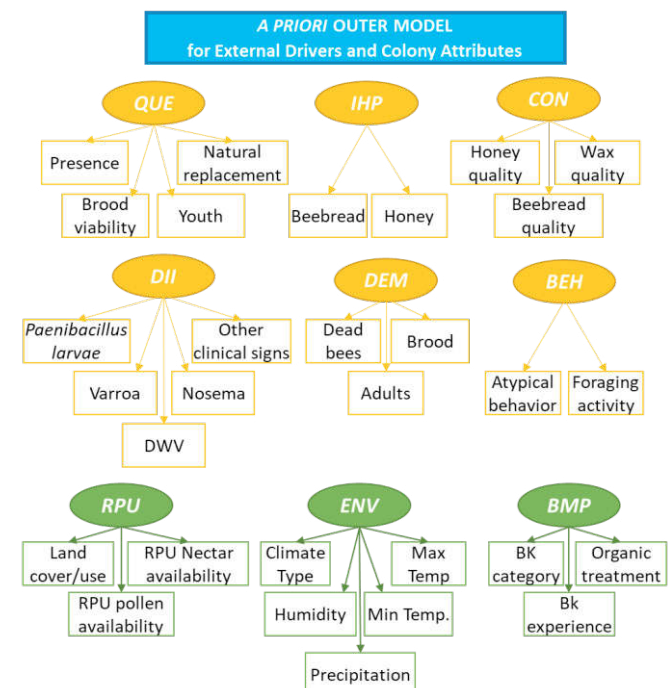 A PRIORI OUTER MODEL
for External Drivers and Colony Attributes
QUE
Presence
Natural
replacement
Brood
viability
Youth
IHP
Beebread
Honey
CON
Honey
quality
Wax
quality
Beebread
quality
DII
Paenibacillus
larvae
Other
clinical signs
Varroa
Nosema
DWV
DEM
Dead
bees
Brood
Adults
BEH
Atypical
behavior
Foraging
activity
RPU
Land
cover/use
RPU Nectar
availability
RPU pollen
availability
ENV
Climate
Type
Max
Temp
Humidity
Min Temp.
Precipitation
BMP
BK
category
Organic
treatment
Bk
experience